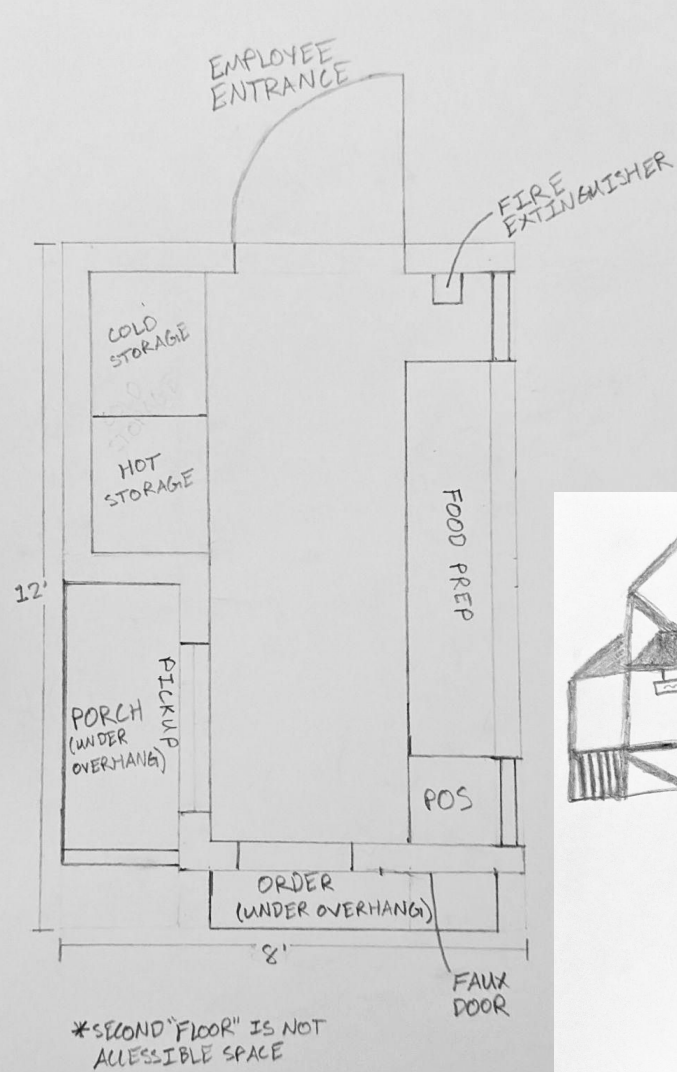 EMPLOYEE
ENTRANCE
FIRE
EXTINGUISHER
COLD
STORAGE
HOT
STORAGE
FOOD PREP
12'
PICKUP
PORCH
(UNDER
OVERHANG)
POS
ORDER
(UNDER OVERHANG)
8'
FAUX
DOOR
*SECOND "FLOOR" IS NOT
ACCESSIBLE SPACE